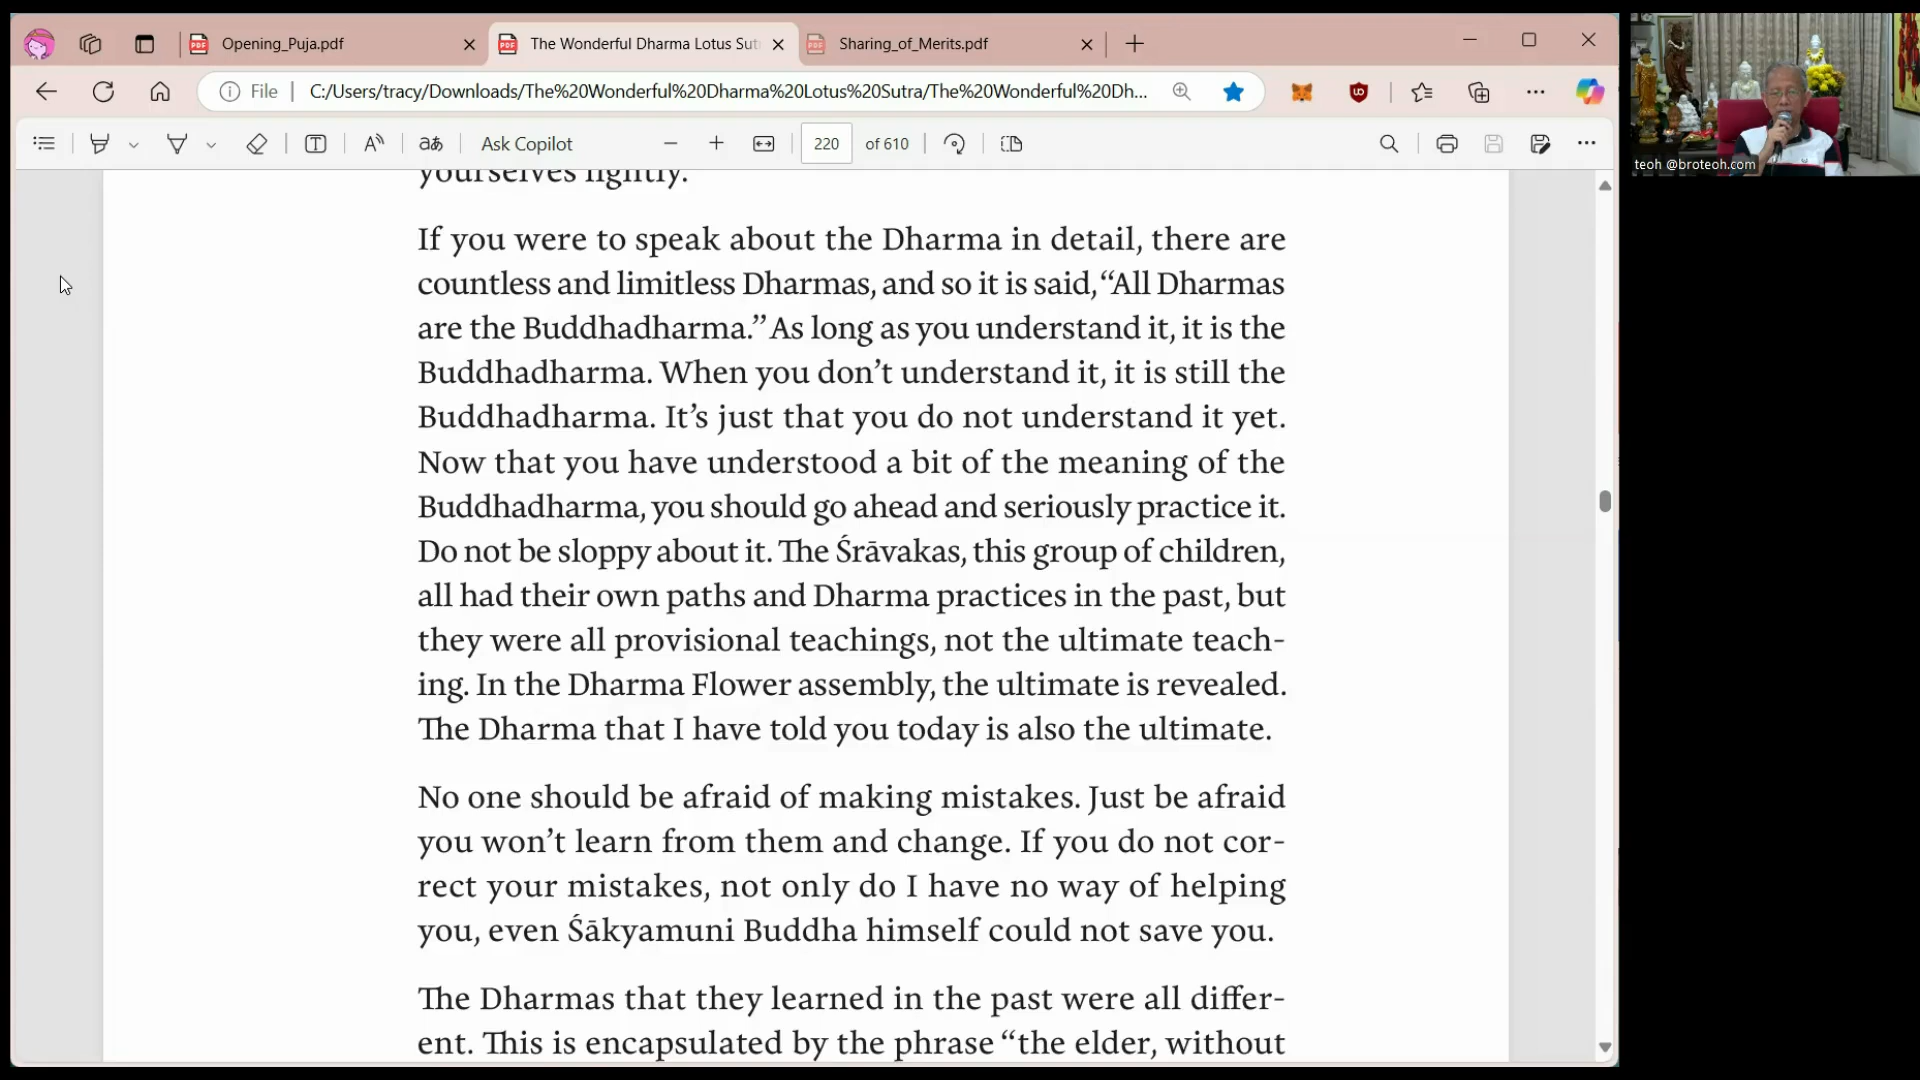 Opening_Puja.pdf
The Wonderful Dharma Lotus Sut
Sharing_of_Merits.pdf
File
C:/Users/tracy/Downloads/The%20Wonderful%20Dharma%20Lotus%20Sutra/The%20Wonderful%20Dh...
Ask Copilot
220 of 610
teoh @broteoh.com
yourselves lightly.
If you were to speak about the Dharma in detail, there are
countless and limitless Dharmas, and so it is said, “All Dharmas
are the Buddhadharma.” As long as you understand it, it is the
Buddhadharma. When you don’t understand it, it is still the
Buddhadharma. It’s just that you do not understand it yet.
Now that you have understood a bit of the meaning of the
Buddhadharma, you should go ahead and seriously practice it.
Do not be sloppy about it. The Śrāvakas, this group of children,
all had their own paths and Dharma practices in the past, but
they were all provisional teachings, not the ultimate teach-
ing. In the Dharma Flower assembly, the ultimate is revealed.
The Dharma that I have told you today is also the ultimate.
No one should be afraid of making mistakes. Just be afraid
you won’t learn from them and change. If you do not cor-
rect your mistakes, not only do I have no way of helping
you, even Śākyamuni Buddha himself could not save you.
The Dharmas that they learned in the past were all differ-
ent. This is encapsulated by the phrase “the elder, without